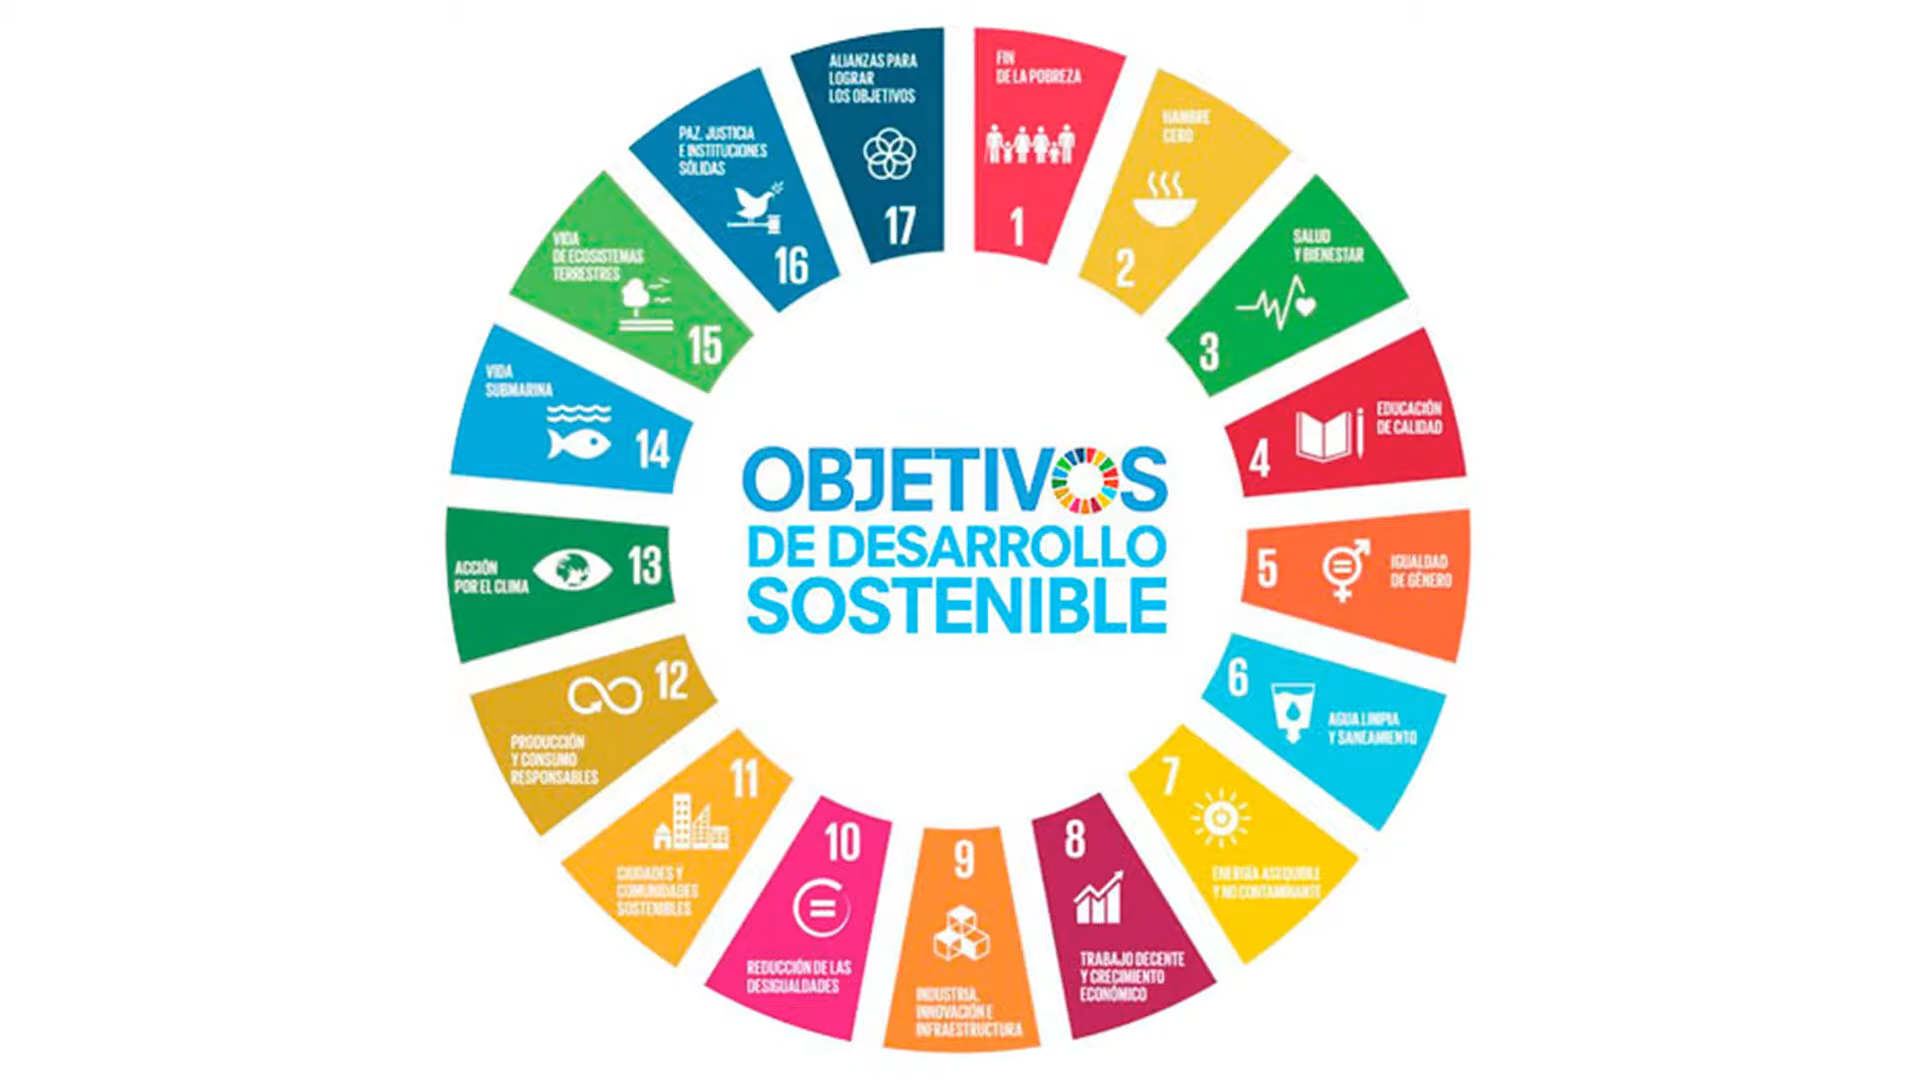 OBJETIVOS
DE DESARROLLO
SOSTENIBLE
FIN
DE LA POBREZA
1
HAMBRE
CERO
2
SALUD
Y BIENESTAR
3
EDUCACIÓN
DE CALIDAD
4
IGUALDAD
DE GÉNERO
5
AGUA LIMPIA
Y SANEAMIENTO
6
7
ENERGÍA ASEQUIBLE
Y NO CONTAMINANTE
8
TRABAJO DECENTE
Y CRECIMIENTO
ECONÓMICO
9
INDUSTRIA,
INNOVACIÓN E
INFRAESTRUCTURA
10
REDUCCIÓN DE LAS
DESIGUALDADES
11
CIUDADES Y
COMUNIDADES
SOSTENIBLES
12
PRODUCCIÓN
Y CONSUMO
RESPONSABLES
13
ACCIÓN
POR EL CLIMA
14
VIDA
SUBMARINA
15
VIDA
DE ECOSISTEMAS
TERRESTRES
16
PAZ, JUSTICIA
E INSTITUCIONES
SÓLIDAS
17
ALIANZAS PARA
LOGRAR
LOS OBJETIVOS